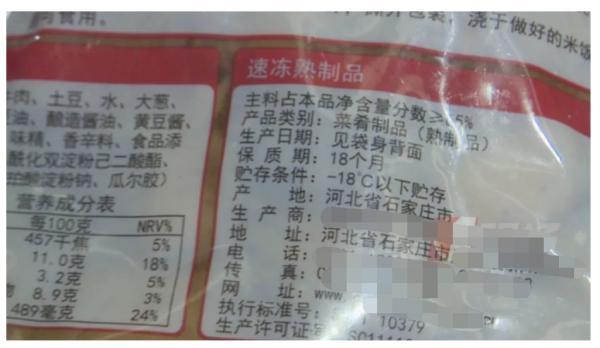 即可食用。
浇于做好的米饭
速冻熟制品
牛肉、土豆、水、大葱、
酿造酱油、黄豆酱、
味精、香辛料、食品添
酰化双淀粉己二酸酯、
淀粉钠、瓜尔胶)
营养成分表
每100克 NRV%
457千焦 5%
11.0克 18%
3.2克 5%
8.9克 3%
489毫克 24%
主料占本品净含量分数≥ 5%
产品类别：菜肴制品（熟制品）
生产日期：见袋身背面
保质期：18个月
贮存条件：-18℃以下贮存
产地：河北省石家庄市
生产商：
地址：河北省石家庄市
电话：
传真：0
网址：www.
执行标准号： 10379
生产许可证号